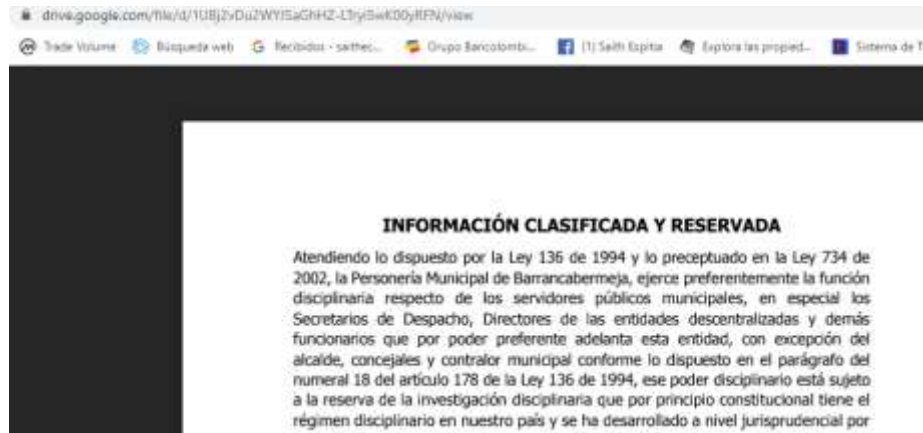 drive.google.com/file/d/
Trade Volume Búsqueda web Recibidos - saithec... Grupo Bancolombi... (1) Saith Espitia Explora las propied... Sistema de T
INFORMACIÓN CLASIFICADA Y RESERVADA
Atendiendo lo dispuesto por la Ley 136 de 1994 y lo preceptuado en la Ley 734 de
2002, la Personería Municipal de Barrancabermeja, ejerce preferentemente la función
disciplinaria respecto de los servidores públicos municipales, en especial los
Secretarios de Despacho, Directores de las entidades descentralizadas y demás
funcionarios que por poder preferente adelanta esta entidad, con excepción del
alcalde, concejales y contralor municipal conforme lo dispuesto en el parágrafo del
numeral 18 del artículo 178 de la Ley 136 de 1994, ese poder disciplinario está sujeto
a la reserva de la investigación disciplinaria que por principio constitucional tiene el
régimen disciplinario en nuestro país y se ha desarrollado a nivel jurisprudencial por